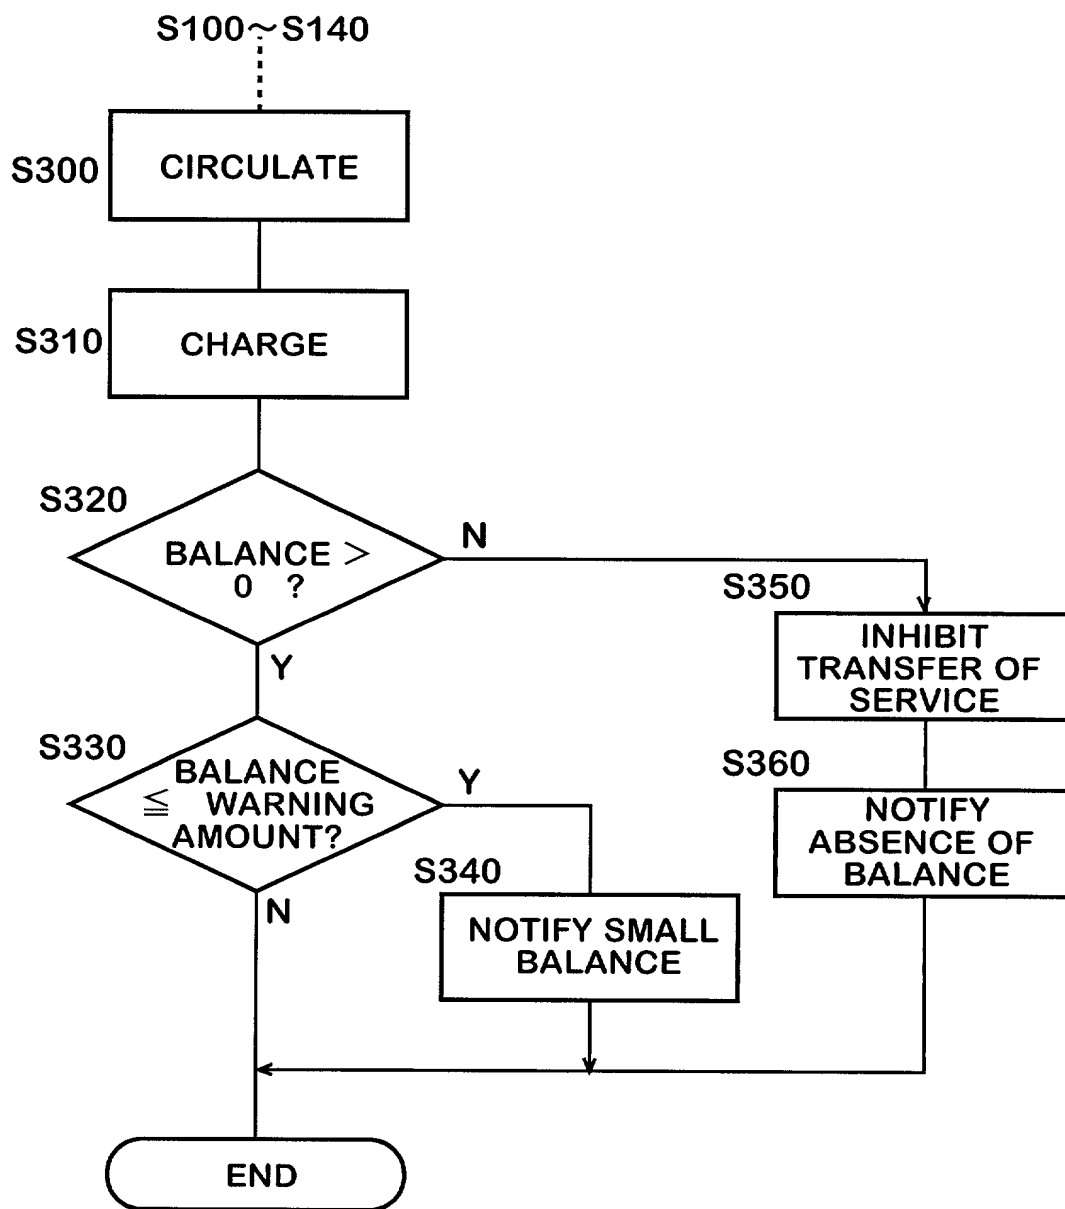 S100~S140
S300
CIRCULATE
S310
CHARGE
S320
BALANCE >
0 ?
N
Y
S330
BALANCE
≦ WARNING
AMOUNT?
Y
N
S340
NOTIFY SMALL
BALANCE
S350
INHIBIT
TRANSFER OF
SERVICE
S360
NOTIFY
ABSENCE OF
BALANCE
END